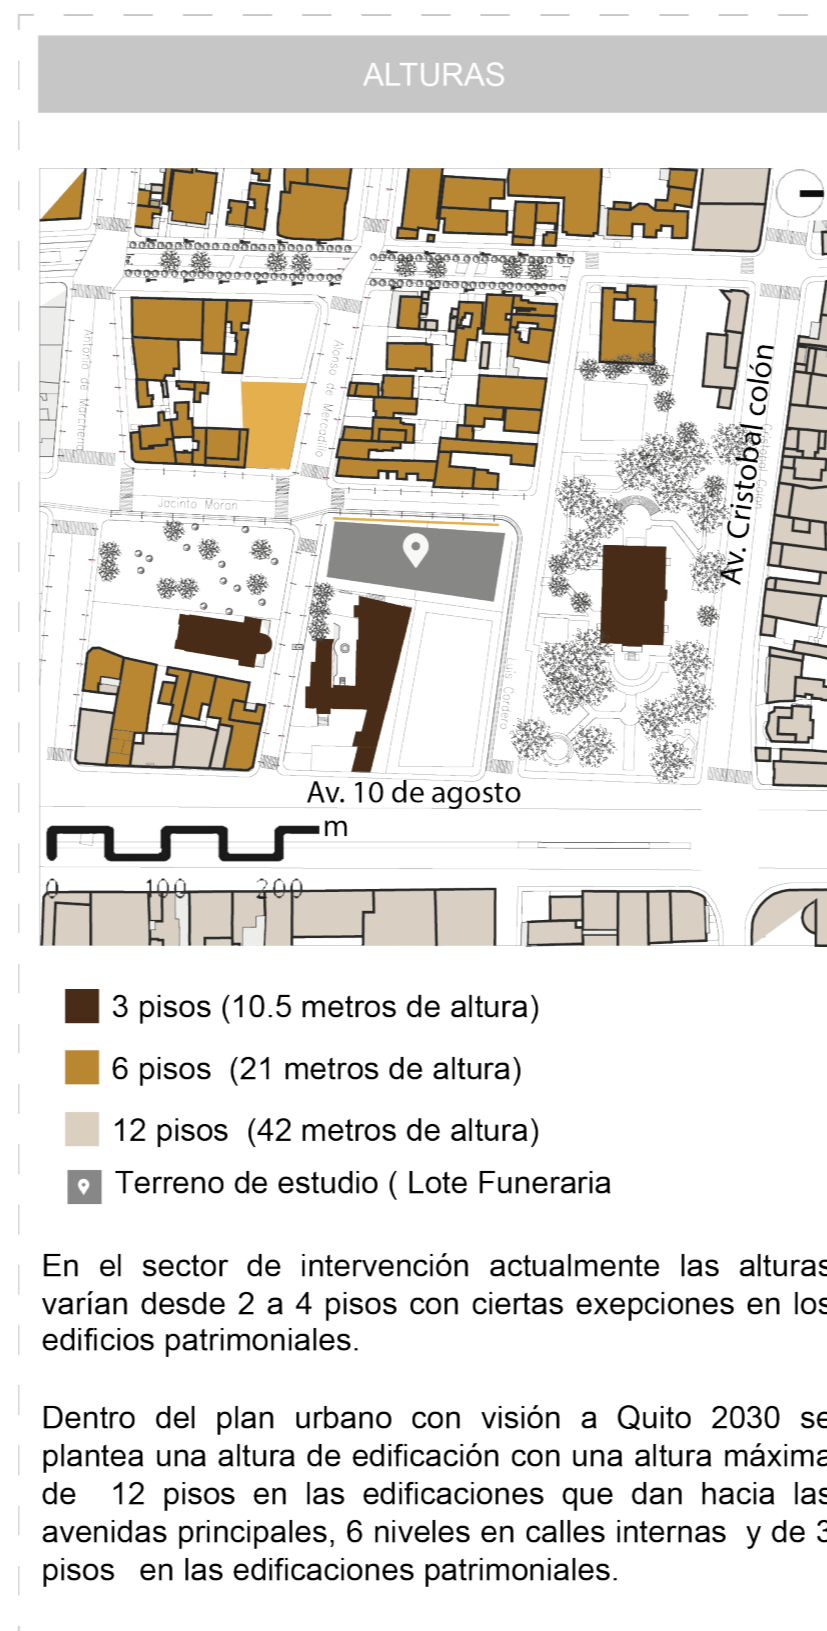 ALTURAS
Antonio de Marchena
Alonso de Mercadillo
Av. Cristobal colón
Jacinto Moran
Luis Cordero
Av. 10 de agosto
m
0 100 200
3 pisos (10.5 metros de altura)
6 pisos (21 metros de altura)
12 pisos (42 metros de altura)
Terreno de estudio ( Lote Funeraria
En el sector de intervención actualmente las alturas
varían desde 2 a 4 pisos con ciertas exepciones en los
edificios patrimoniales.
Dentro del plan urbano con visión a Quito 2030 se
plantea una altura de edificación con una altura máxima
de 12 pisos en las edificaciones que dan hacia las
avenidas principales, 6 niveles en calles internas y de 3
pisos en las edificaciones patrimoniales.